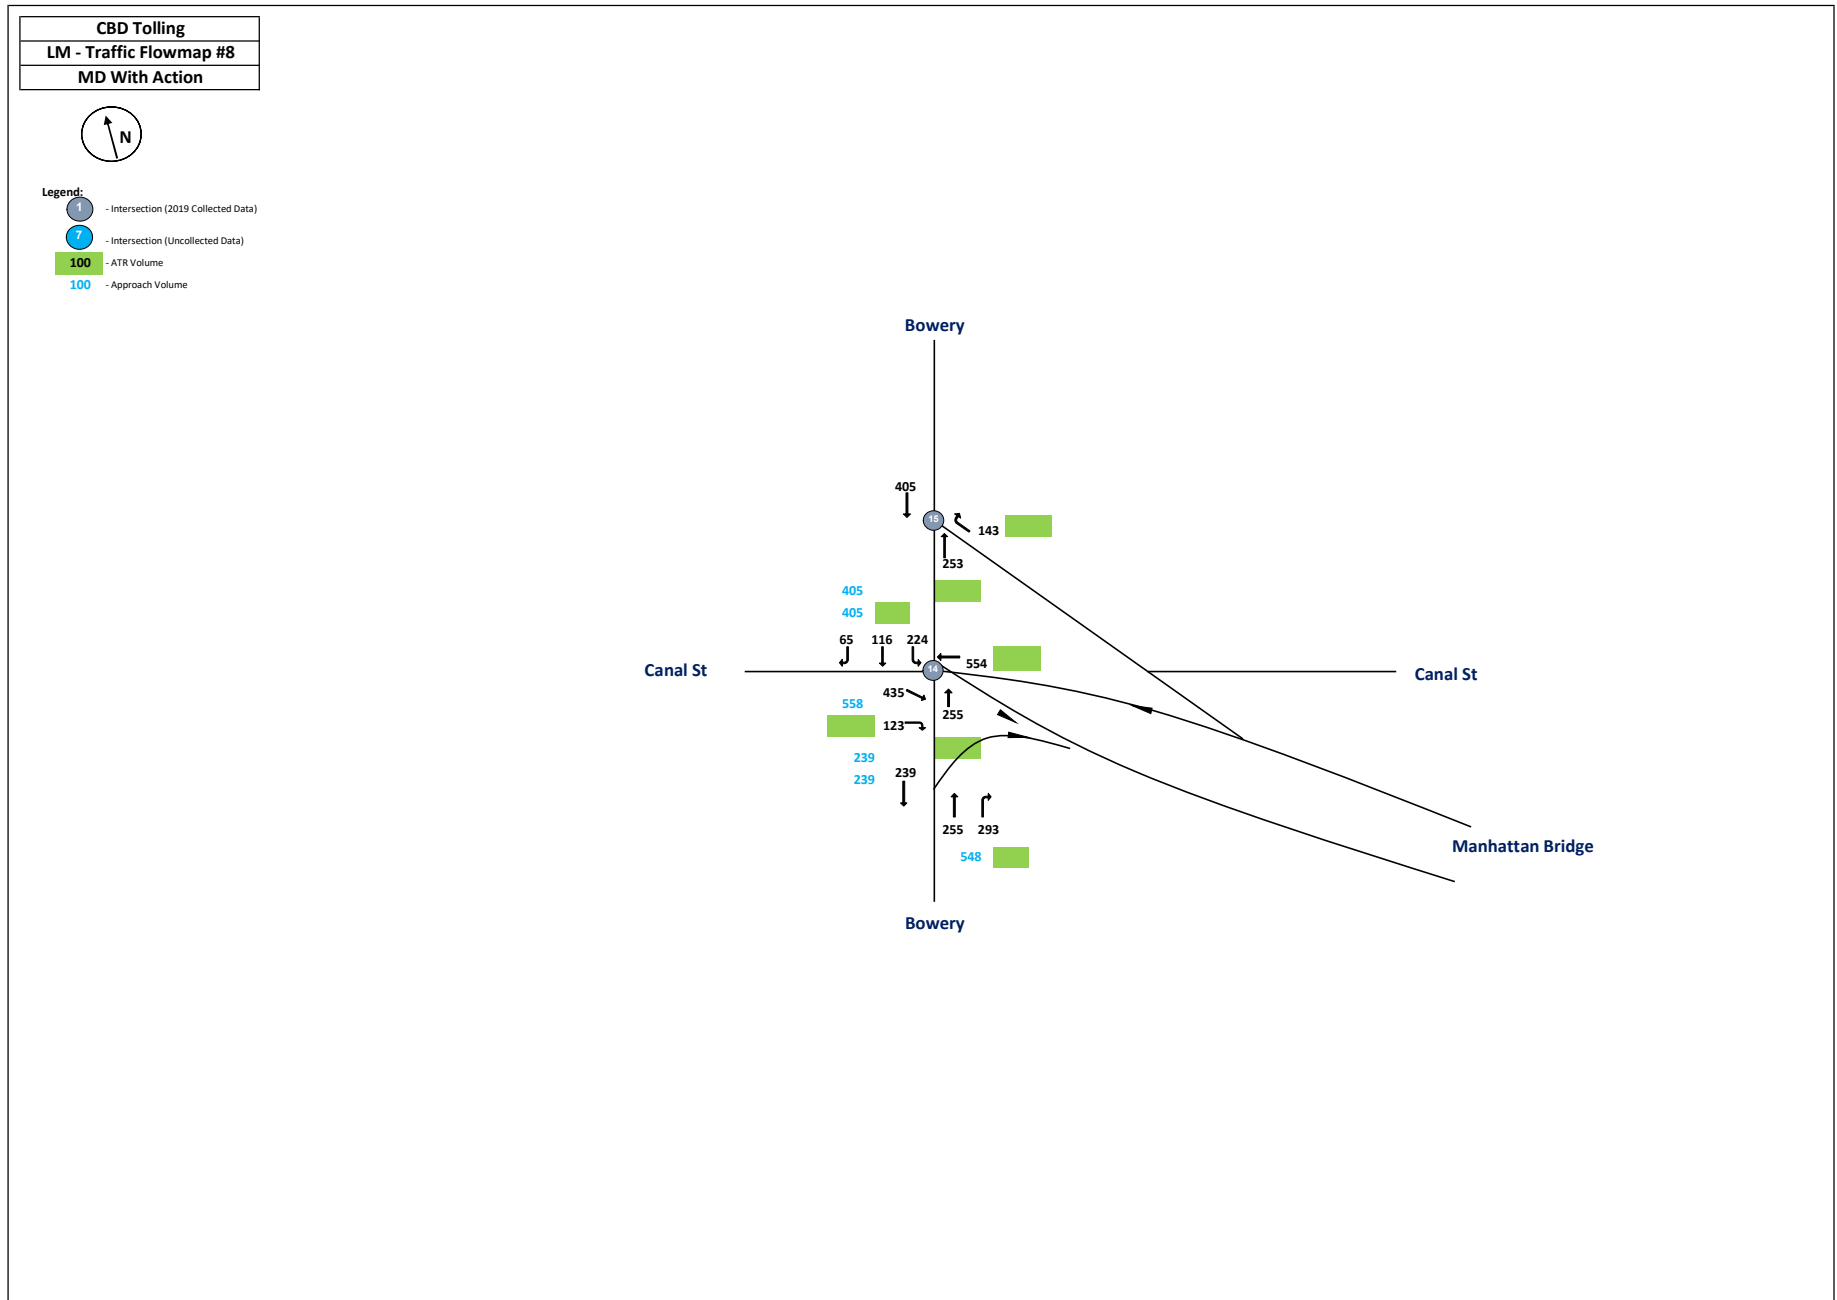 CBD Tolling
LM - Traffic Flowmap #8
MD With Action
N
Legend:
1 - Intersection (2019 Collected Data)
7 - Intersection (Uncollected Data)
100 - ATR Volume
100 - Approach Volume
Bowery
405
15
143
253
405
405
65 116 224
554
Canal St
14
Canal St
435
558
255
123
239
239
239
255 293
Manhattan Bridge
548
Bowery